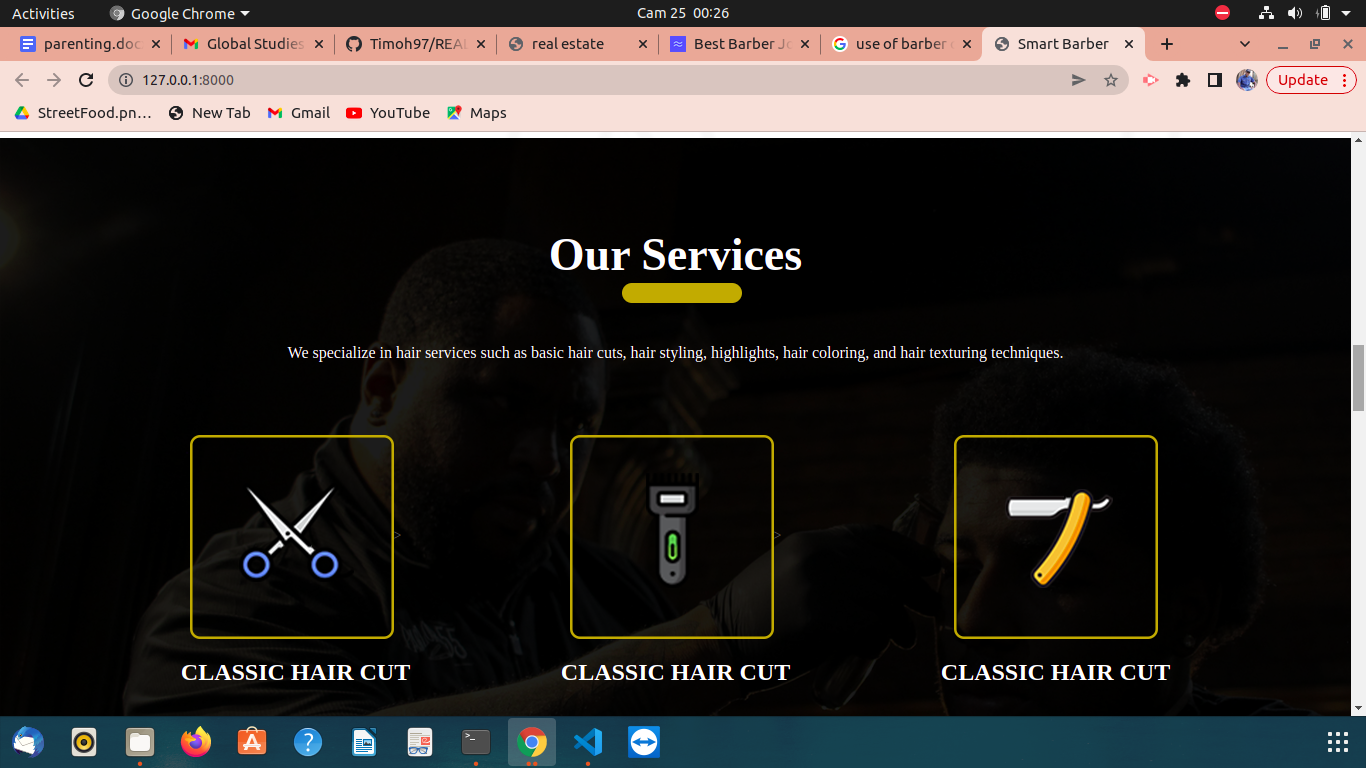 Activities Google Chrome Cam 25 00:26
parenting.doc Global Studies Timoh97/REAL real estate Best Barber Jo use of barber Smart Barber
127.0.0.1:8000 Update
StreetFood.pn... New Tab Gmail YouTube Maps
Our Services
We specialize in hair services such as basic hair cuts, hair styling, highlights, hair coloring, and hair texturing techniques.
> >
CLASSIC HAIR CUT CLASSIC HAIR CUT CLASSIC HAIR CUT